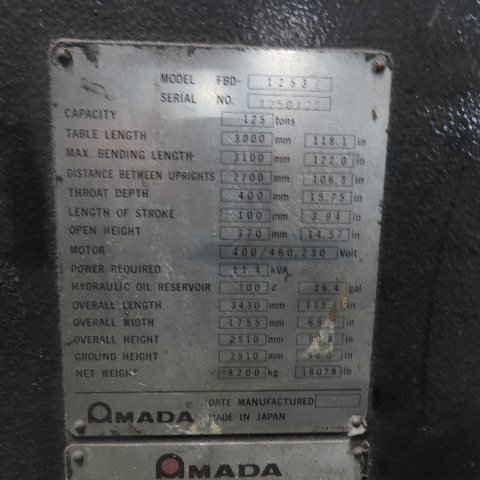 MODEL FBD- 1253
SERIAL NO.
CAPACITY 125 tons
TABLE LENGTH 3000 mm 118.1 in
MAX. BENDING LENGTH 3100 mm 122.0 in
DISTANCE BETWEEN UPRIGHTS 2700 mm 106.3 in
THROAT DEPTH 400 mm 15.75 in
LENGTH OF STROKE 100 mm 3.94 in
OPEN HEIGHT 370 mm 14.57 in
MOTOR 400/460,230 Volt
POWER REQUIRED 11.4 kVA
HYDRAULIC OIL RESERVOIR 100 ℓ 26.4 gal
OVERALL LENGTH 3430 mm in
OVERALL WIDTH 1755 mm in
OVERALL HEIGHT 2510 mm in
GROUND HEIGHT 2510 mm in
NET WEIGHT 8200 kg 18078 lb
AMADA ® DATE MANUFACTURED
MADE IN JAPAN
AMADA